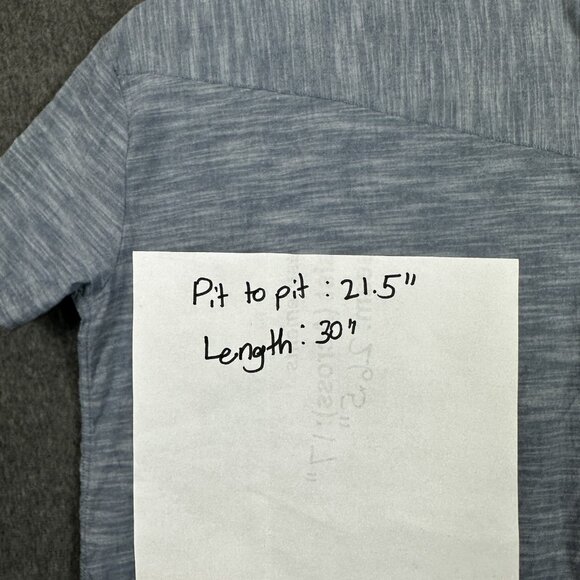 Pit to pit : 21.5"
Length : 30"